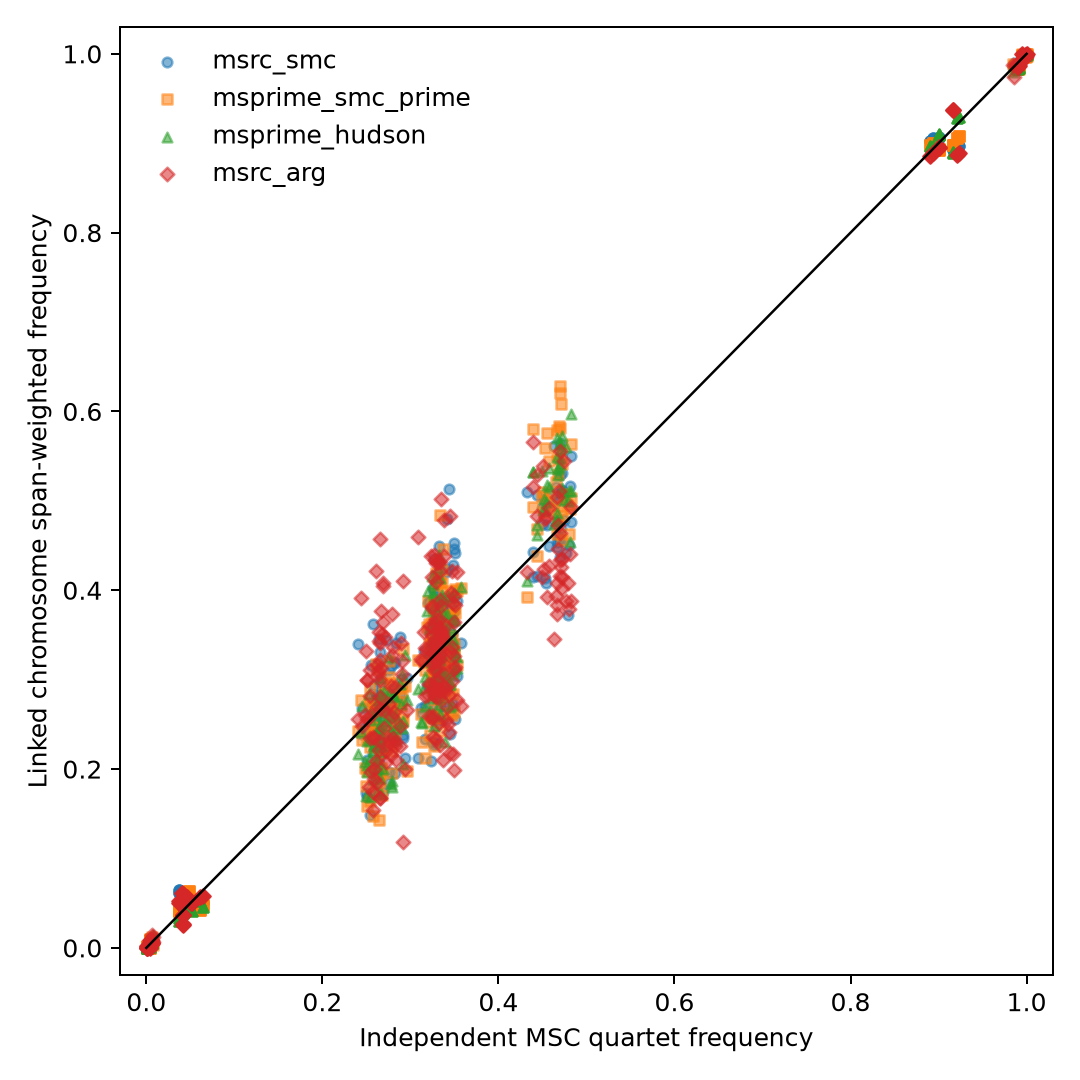 msrc_smc
msprime_smc_prime
msprime_hudson
msrc_arg
1.0
0.8
0.6
0.4
0.2
0.0
Linked chromosome span-weighted frequency
0.0 0.2 0.4 0.6 0.8 1.0
Independent MSC quartet frequency